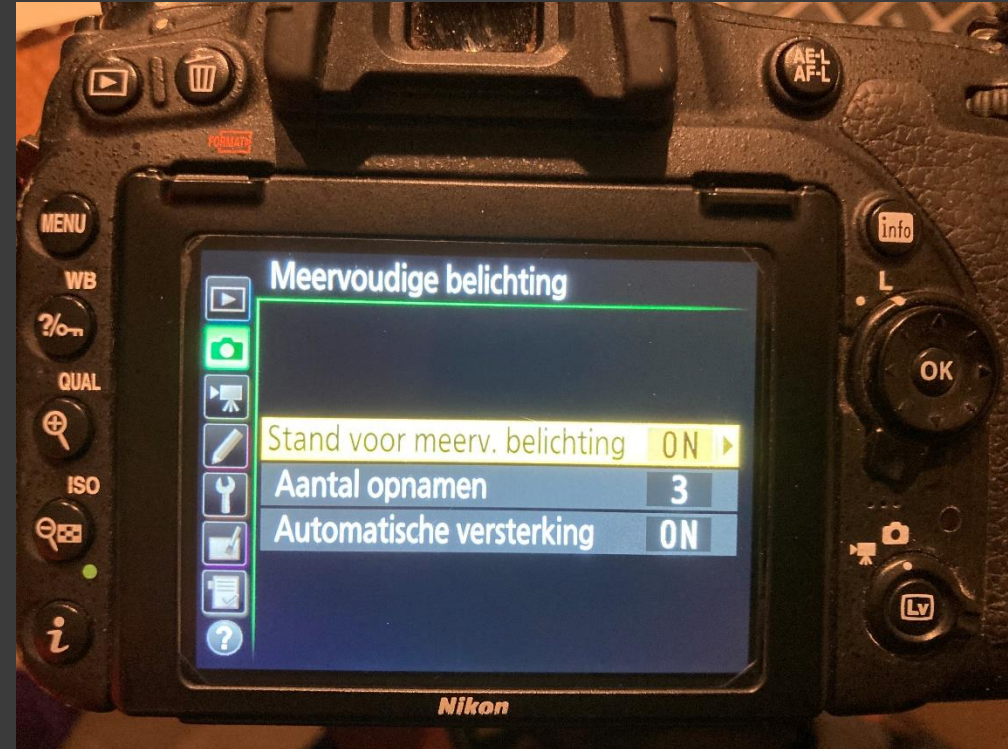 AE-L
AF-L
FORMAT
MENU
info
WB
L
?
QUAL
OK
ISO
i
Lv
Meervoudige belichting
Stand voor meerv. belichting ON
Aantal opnamen 3
Automatische versterking ON
?
Nikon